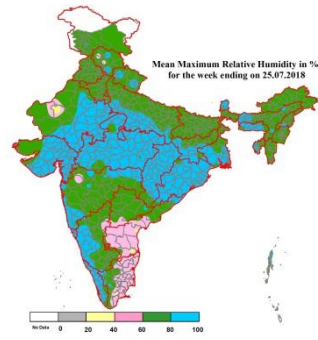 Mean Maximum Relative Humidity in %
for the week ending on 25.07.2018
No Data 0 20 40 60 80 100